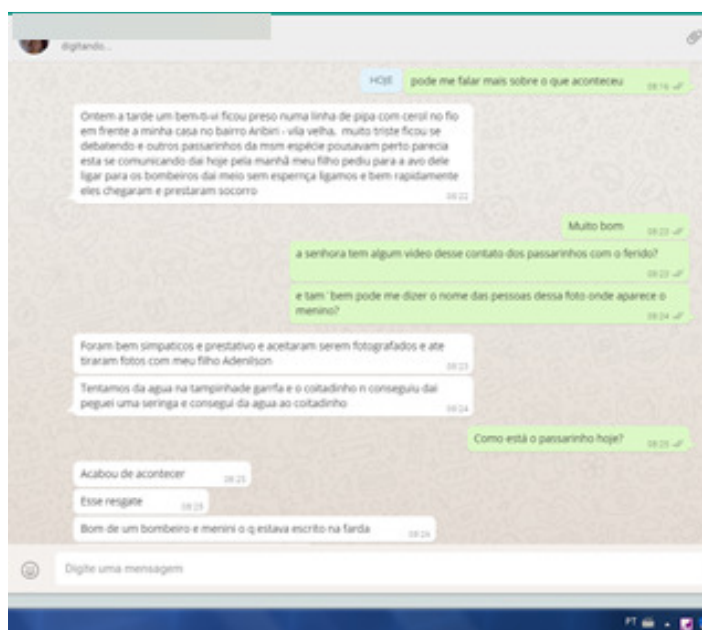 digitando...
HOJE
pode me falar mais sobre o que aconteceu
08:16
Ontem a tarde um bem-ti-vi ficou preso numa linha de pipa com cerol no fio
em frente a minha casa no bairro Aribiri - vila velha, muito triste ficou se
debatendo e outros passarinhos da msm espécie pousavam perto parecia
esta se comunicando dai hoje pela manhã meu filho pediu para a avo dele
ligar para os bombeiros dai meio sem espernça ligamos e bem rapidamente
eles chegaram e prestaram socorro
08:22
Muito bom
08:23
a senhora tem algum video desse contato dos passarinhos com o ferido?
08:23
e tam´bem pode me dizer o nome das pessoas dessa foto onde aparece o
menino?
08:24
Foram bem simpaticos e prestativo e aceitaram serem fotografados e ate
tiraram fotos com meu filho Adenilson
08:23
Tentamos da agua na tampinhade garrfa e o coitadinho n conseguiu dai
peguei uma seringa e consegui da agua ao coitadinho
08:24
Como está o passarinho hoje?
08:25
Acabou de acontecer
08:25
Esse resgate
08:25
Bom de um bombeiro e menini o q estava escrito na farda
08:26
Digite uma mensagem
PT